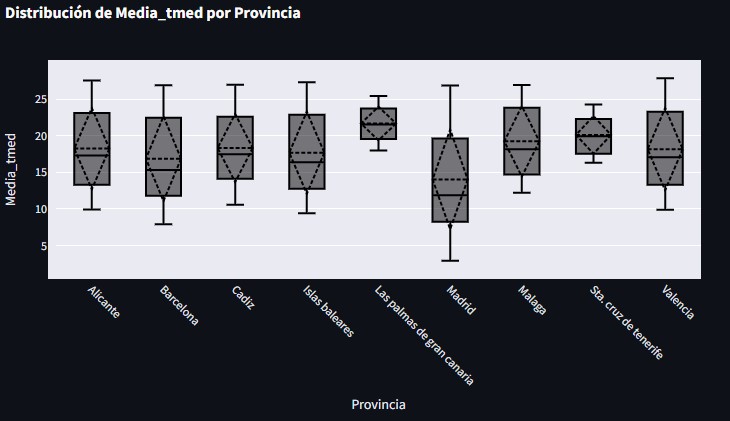 Distribución de Media_tmed por Provincia
Media_tmed
25
20
15
10
5
Alicante
Barcelona
Cadiz
Islas baleares
Las palmas de gran canaria
Madrid
Malaga
Sta. cruz de tenerife
Valencia
Provincia